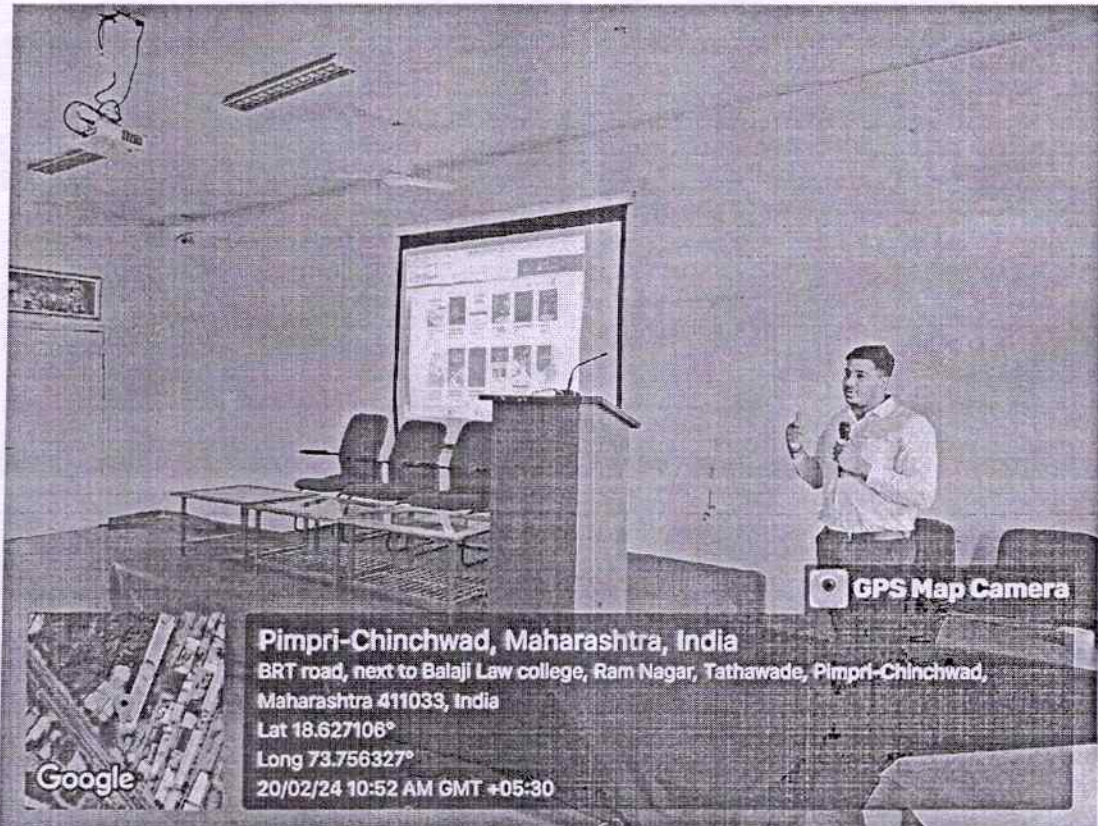 GPS Map Camera
Pimpri-Chinchwad, Maharashtra, India
BRT road, next to Balaji Law college, Ram Nagar, Tathawade, Pimpri-Chinchwad,
Maharashtra 411033, India
Lat 18.627106°
Long 73.756327°
20/02/24 10:52 AM GMT +05:30
Google